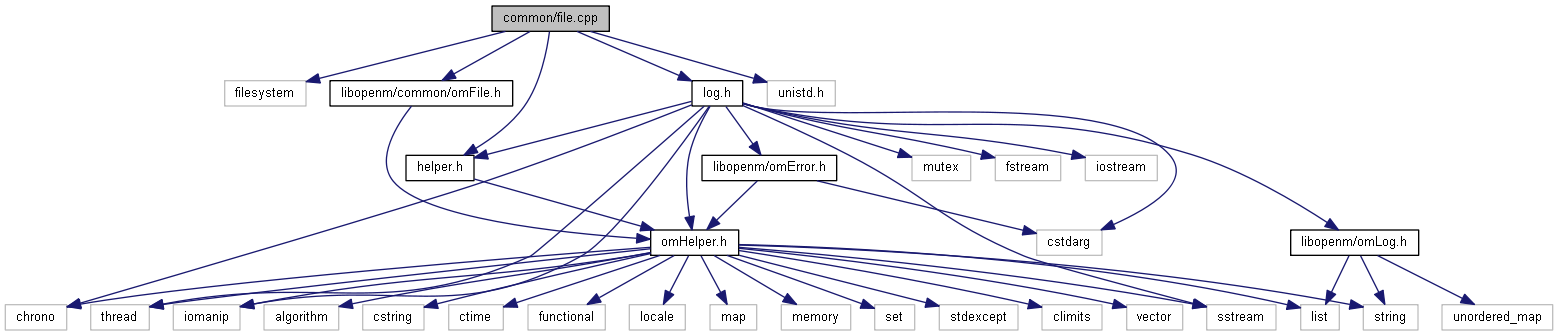 common/file.cpp
filesystem
libopenm/common/omFile.h
log.h
unistd.h
helper.h
libopenm/omError.h
mutex
fstream
iostream
omHelper.h
cstdarg
libopenm/omLog.h
chrono
thread
iomanip
algorithm
cstring
ctime
functional
locale
map
memory
set
stdexcept
climits
vector
sstream
list
string
unordered_map